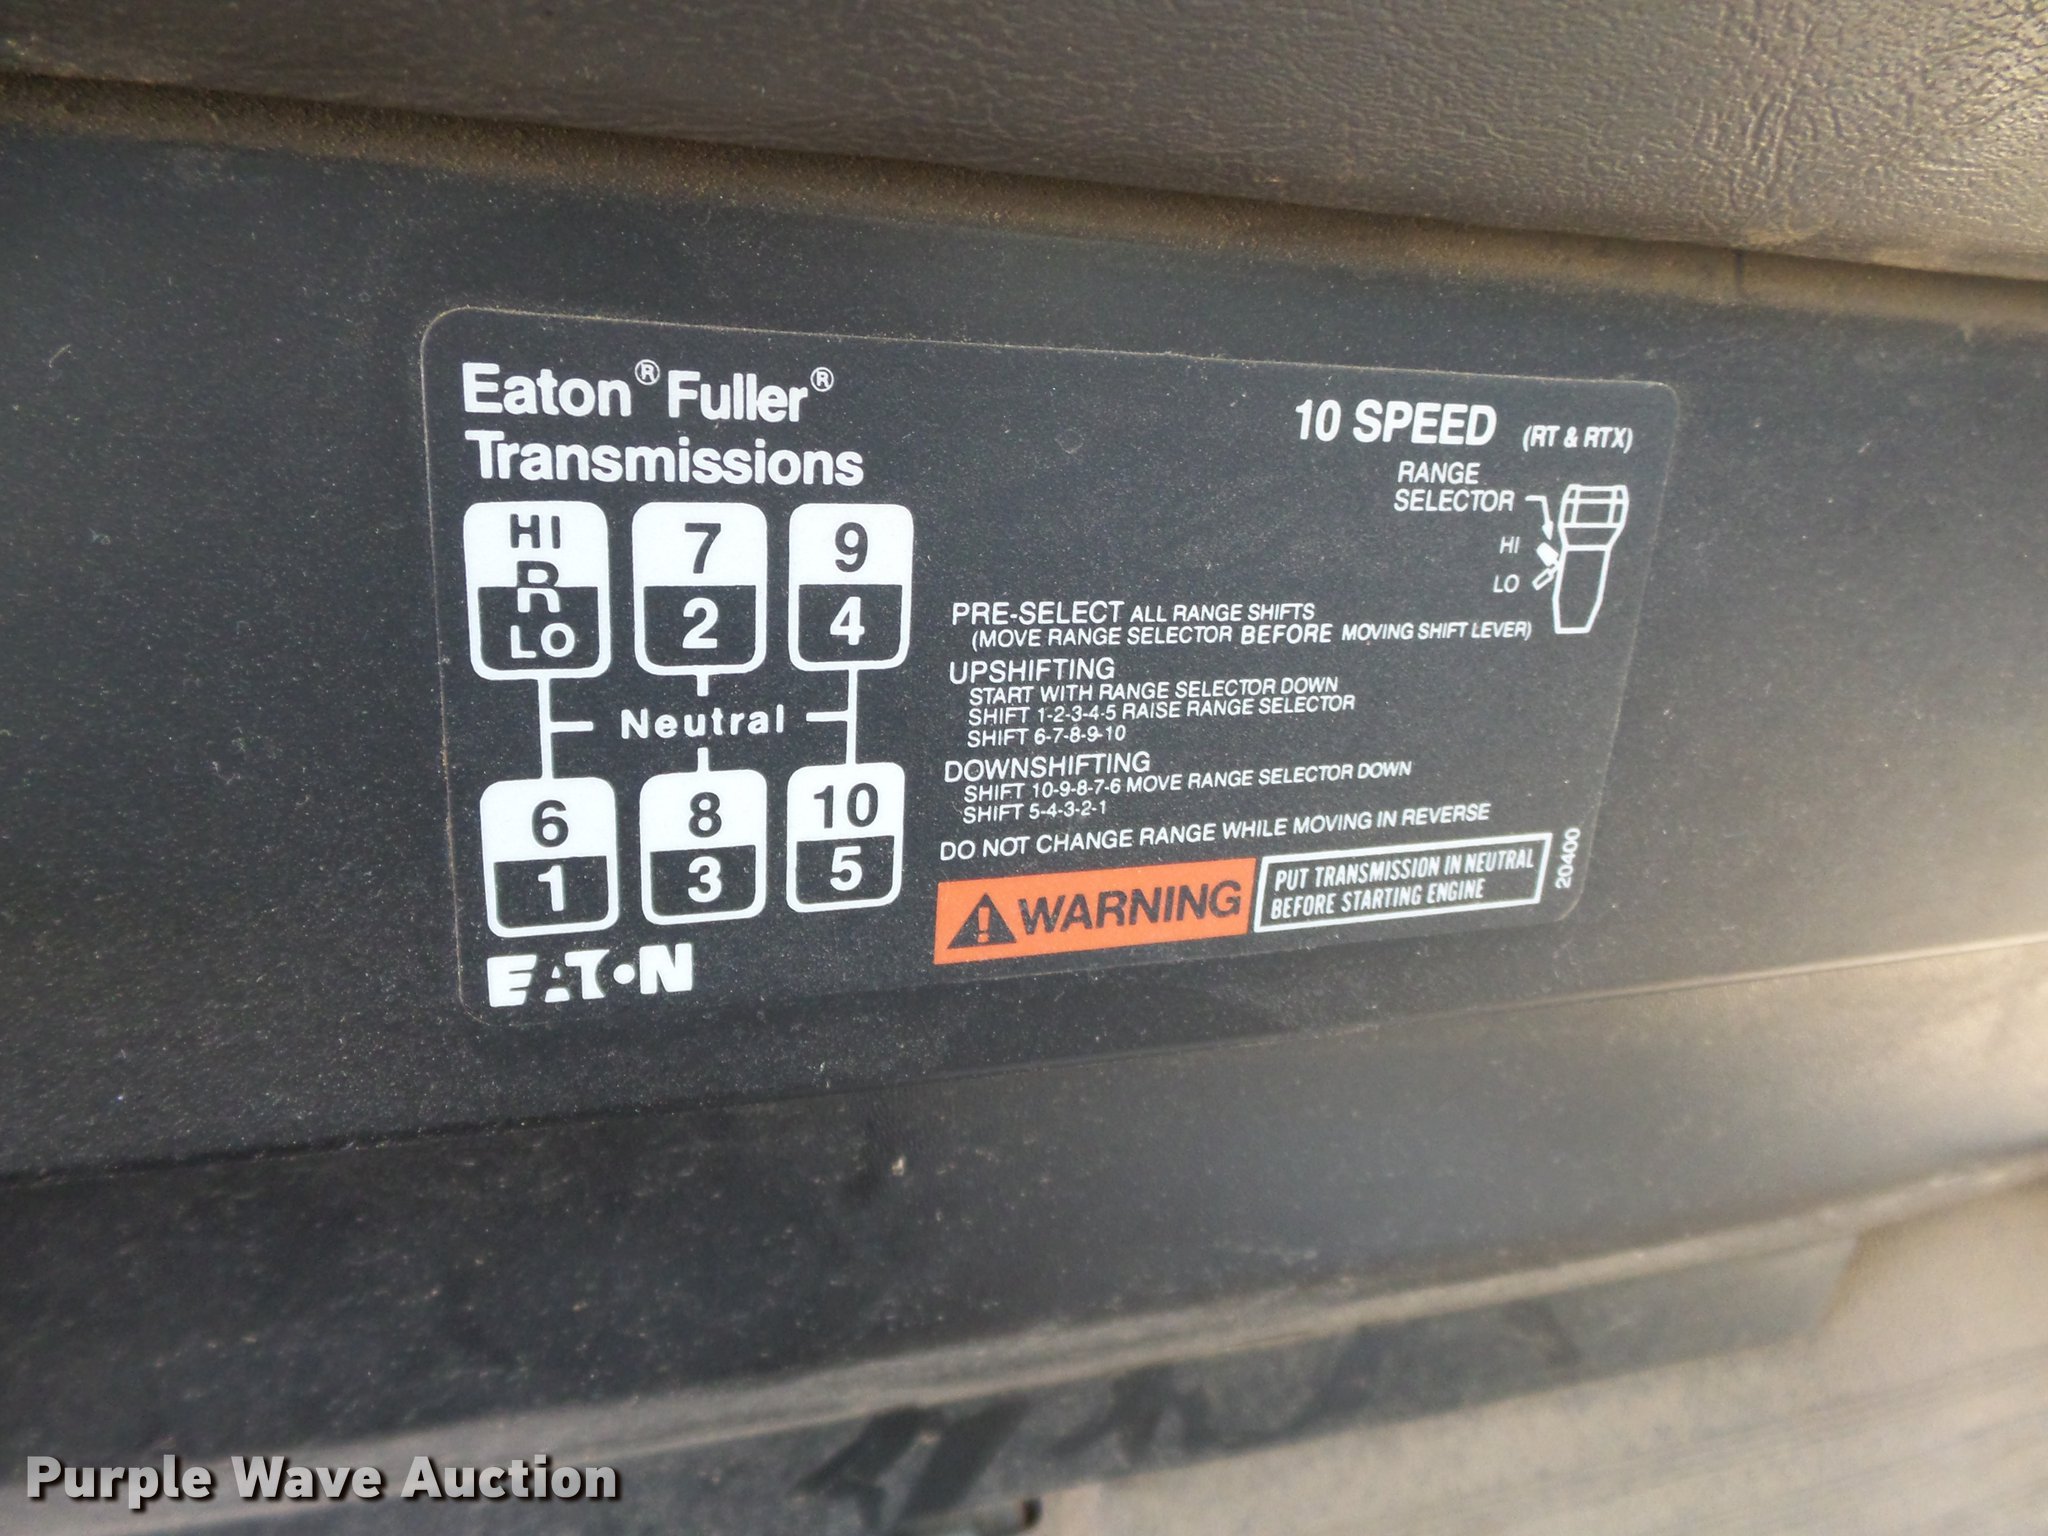 Eaton® Fuller®
Transmissions
10 SPEED (RT & RTX)
RANGE
SELECTOR
HI
LO
HI
R
LO
7
2
9
4
Neutral
6
1
8
3
10
5
EATON
PRE-SELECT ALL RANGE SHIFTS
(MOVE RANGE SELECTOR BEFORE MOVING SHIFT LEVER)
UPSHIFTING
START WITH RANGE SELECTOR DOWN
SHIFT 1-2-3-4-5 RAISE RANGE SELECTOR
SHIFT 6-7-8-9-10
DOWNSHIFTING
SHIFT 10-9-8-7-6 MOVE RANGE SELECTOR DOWN
SHIFT 5-4-3-2-1
DO NOT CHANGE RANGE WHILE MOVING IN REVERSE
WARNING
PUT TRANSMISSION IN NEUTRAL
BEFORE STARTING ENGINE
20400
Purple Wave Auction